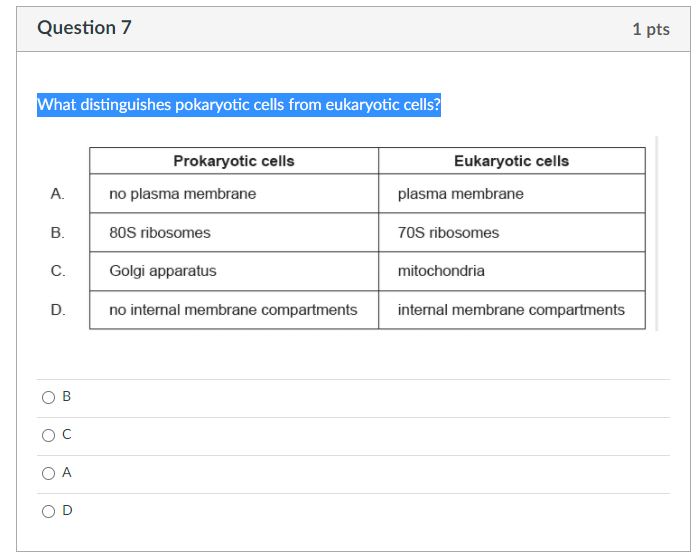 Question 7
1 pts
What distinguishes pokaryotic cells from eukaryotic cells?
Prokaryotic cells Eukaryotic cells
A. no plasma membrane plasma membrane
B. 80S ribosomes 70S ribosomes
C. Golgi apparatus mitochondria
D. no internal membrane compartments internal membrane compartments
B
C
A
D